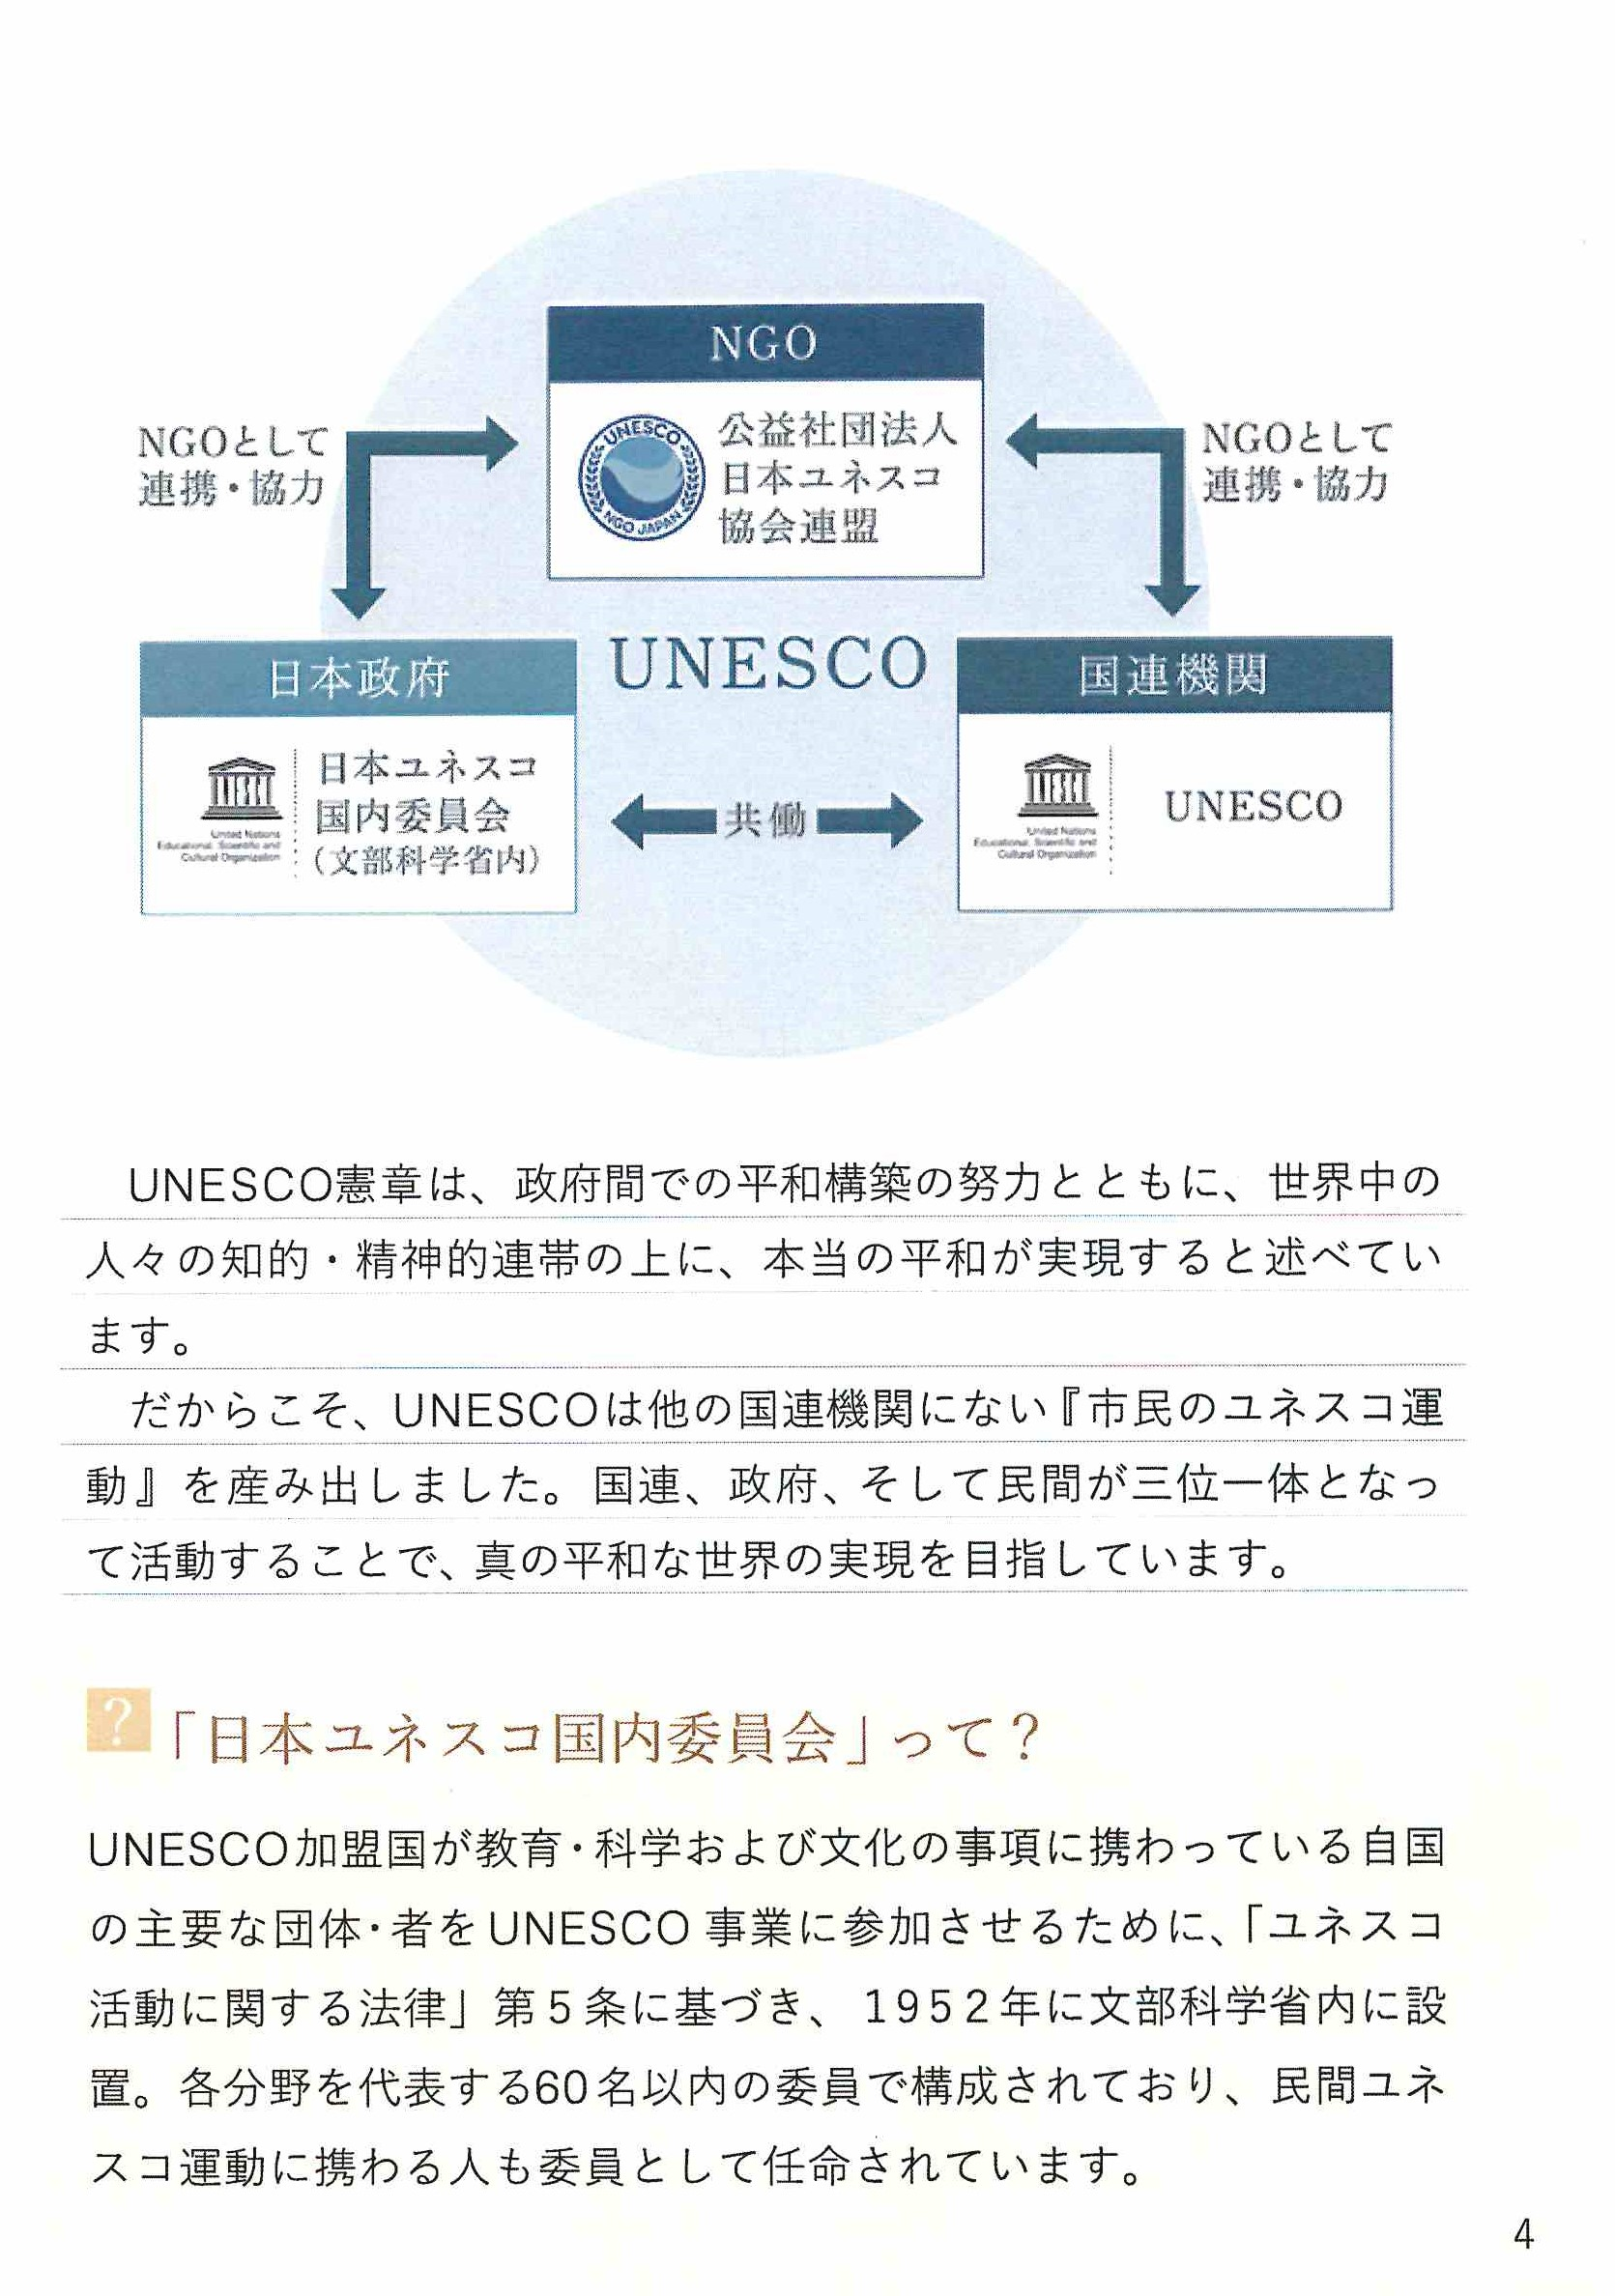 NGO
UNESCO
NGO JAPAN
公益社団法人
日本ユネスコ
協会連盟
NGOとして
連携・協力
NGOとして
連携・協力
UNESCO
日本政府
United Nations
Educational, Scientific and
Cultural Organization
日本ユネスコ
国内委員会
(文部科学省内)
共働
国連機関
United Nations
Educational, Scientific and
Cultural Organization
UNESCO
UNESCO憲章は、政府間での平和構築の努力とともに、世界中の
人々の知的・精神的連帯の上に、本当の平和が実現すると述べてい
ます。
だからこそ、UNESCOは他の国連機関にない『市民のユネスコ運
動』を産み出しました。国連、政府、そして民間が三位一体となっ
て活動することで、真の平和な世界の実現を目指しています。
?「日本ユネスコ国内委員会」って?
UNESCO加盟国が教育・科学および文化の事項に携わっている自国
の主要な団体・者をUNESCO事業に参加させるために、「ユネスコ
活動に関する法律」第5条に基づき、1952年に文部科学省内に設
置。各分野を代表する60名以内の委員で構成されており、民間ユネ
スコ運動に携わる人も委員として任命されています。
4